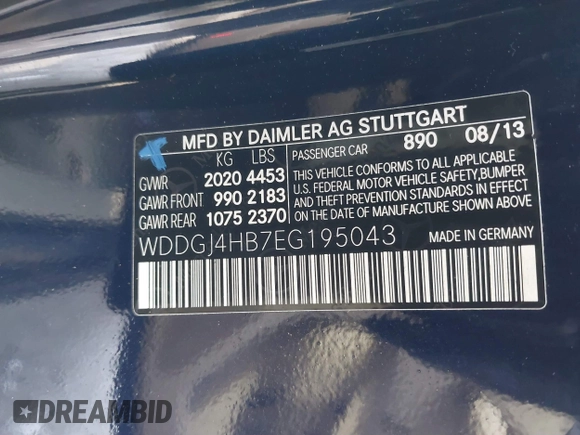 MFD BY DAIMLER AG STUTTGART
KG LBS
GVWR 2020 4453
GAWR FRONT 990 2183
GAWR REAR 1075 2370
PASSENGER CAR 890 08/13
THIS VEHICLE CONFORMS TO ALL APPLICABLE
U.S. FEDERAL MOTOR VEHICLE SAFETY,BUMPER
AND THEFT PREVENTION STANDARDS IN EFFECT
ON THE DATE OF MANUFACTURE SHOWN ABOVE.
WDDGJ4HB7EG195043 MADE IN GERMANY
DREAMBID